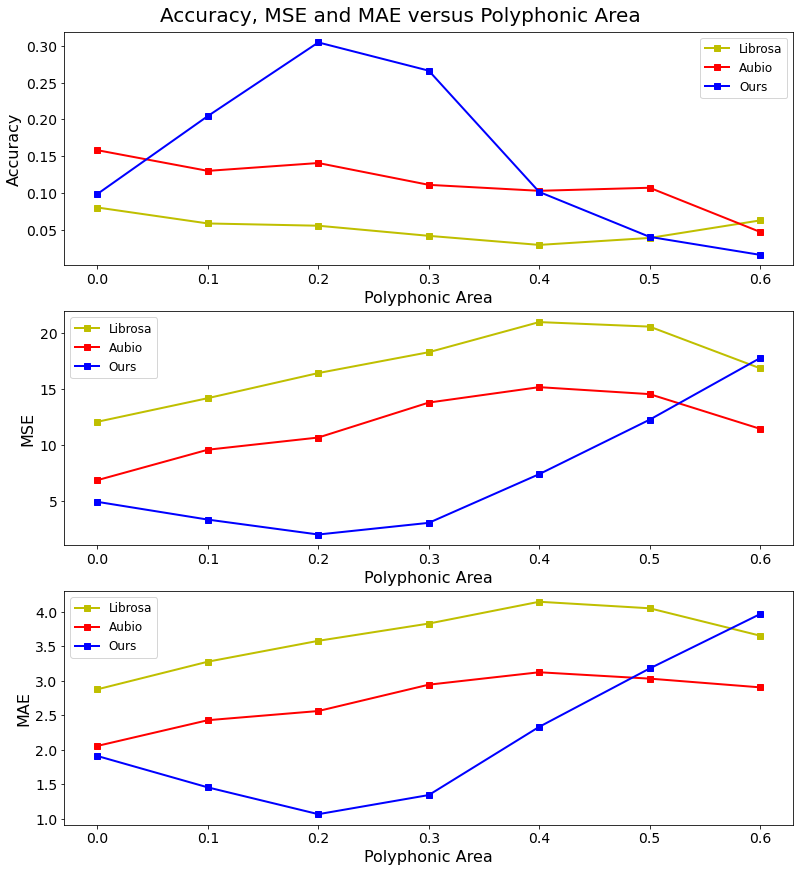 Accuracy, MSE and MAE versus Polyphonic Area
0.30
0.25
0.20
0.15
0.10
0.05
Accuracy
Librosa
Aubio
Ours
0.0 0.1 0.2 0.3 0.4 0.5 0.6
Polyphonic Area
20
15
10
5
MSE
Librosa
Aubio
Ours
0.0 0.1 0.2 0.3 0.4 0.5 0.6
Polyphonic Area
4.0
3.5
3.0
2.5
2.0
1.5
1.0
MAE
Librosa
Aubio
Ours
0.0 0.1 0.2 0.3 0.4 0.5 0.6
Polyphonic Area